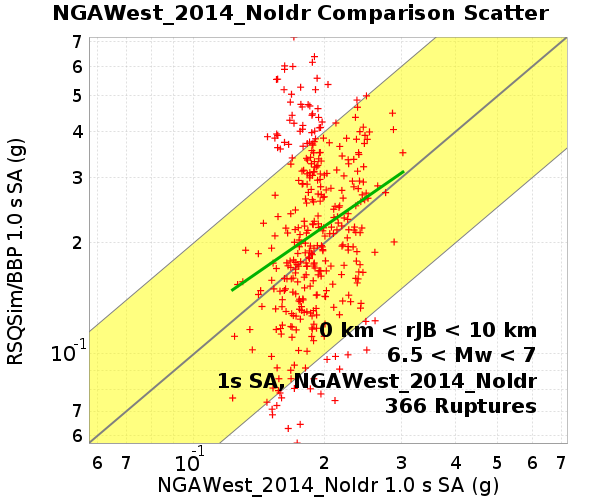 NGAWest_2014_NoIdr Comparison Scatter
7
6
5
4
3
2
10-1
7
6
RSQSim/BBP 1.0 s SA (g)
0 km < rJB < 10 km
6.5 < Mw < 7
1s SA, NGAWest_2014_NoIdr
366 Ruptures
6 7 10-1 2 3 4 5 6 7
NGAWest_2014_NoIdr 1.0 s SA (g)